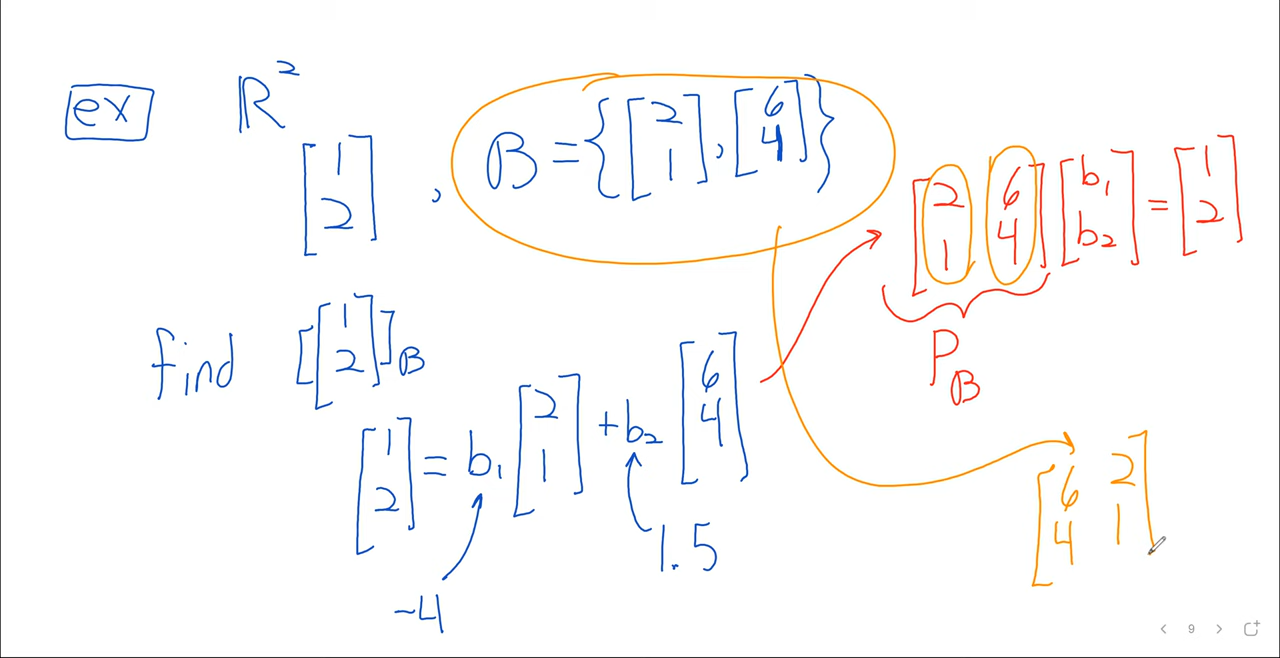 ex ℝ²
[1 2] , B = {[2 1], [6 4]}
[2 6 1 4] [b₁ b₂] = [1 2]
P_B
find [[1 2]]_B
[1 2] = b₁ [2 1] + b₂ [6 4]
-4
1.5
[6 2 4 1]
9